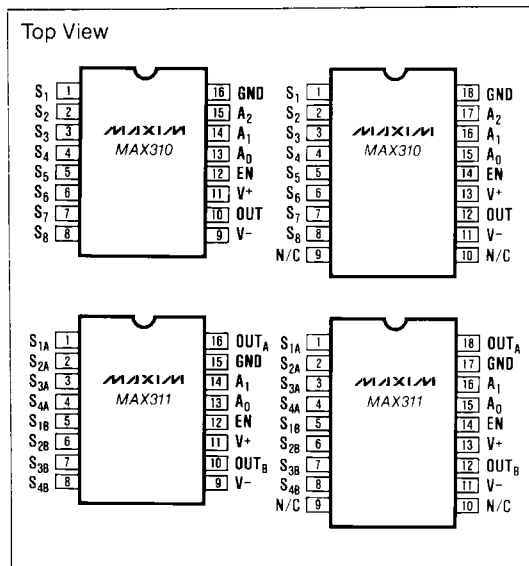 Top View
S1 1 16 GND
S2 2 15 A2
S3 3 14 A1
S4 4 13 A0
S5 5 12 EN
S6 6 11 V+
S7 7 10 OUT
S8 8 9 V-
MAXIM
MAX310
S1 1 18 GND
S2 2 17 A2
S3 3 16 A1
S4 4 15 A0
S5 5 14 EN
S6 6 13 V+
S7 7 12 OUT
S8 8 11 V-
N/C 9 10 N/C
MAXIM
MAX310
S1A 1 16 OUTA
S2A 2 15 GND
S3A 3 14 A1
S4A 4 13 A0
S1B 5 12 EN
S2B 6 11 V+
S3B 7 10 OUTB
S4B 8 9 V-
MAXIM
MAX311
S1A 1 18 OUTA
S2A 2 17 GND
S3A 3 16 A1
S4A 4 15 A0
S1B 5 14 EN
S2B 6 13 V+
S3B 7 12 OUTB
S4B 8 11 V-
N/C 9 10 N/C
MAXIM
MAX311